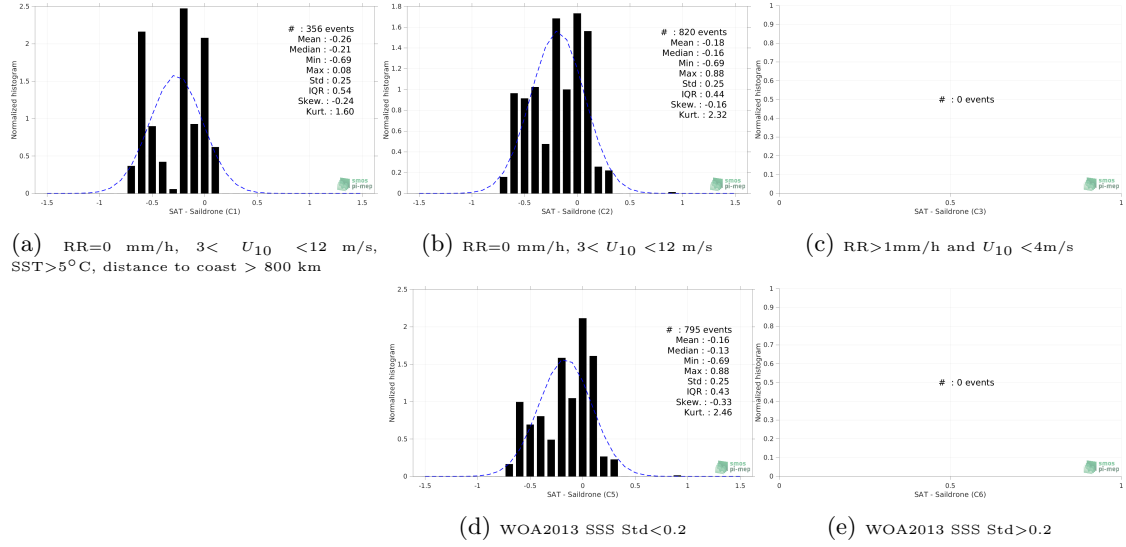 2.5
2
1.5
1
0.5
0
Normalized histogram
# : 356 events
Mean : -0.26
Median : -0.21
Min : -0.69
Max : 0.08
Std : 0.25
IQR : 0.54
Skew. : -0.24
Kurt. : 1.60
smos
pi-mep
-1.5 -1 -0.5 0 0.5 1 1.5
SAT - Saildrone (C1)
(a) RR=0 mm/h, 3< U10 <12 m/s,
SST>5°C, distance to coast > 800 km
1.8
1.6
1.4
1.2
1
0.8
0.6
0.4
0.2
0
Normalized histogram
# : 820 events
Mean : -0.18
Median : -0.16
Min : -0.69
Max : 0.88
Std : 0.25
IQR : 0.44
Skew. : -0.16
Kurt. : 2.32
smos
pi-mep
-1.5 -1 -0.5 0 0.5 1 1.5
SAT - Saildrone (C2)
(b) RR=0 mm/h, 3< U10 <12 m/s
1
0.9
0.8
0.7
0.6
0.5
0.4
0.3
0.2
0.1
0
Normalized histogram
# : 0 events
smos
pi-mep
0 0.5 1
SAT - Saildrone (C3)
(c) RR>1mm/h and U10 <4m/s
2.5
2
1.5
1
0.5
0
Normalized histogram
# : 795 events
Mean : -0.16
Median : -0.13
Min : -0.69
Max : 0.88
Std : 0.25
IQR : 0.43
Skew. : -0.33
Kurt. : 2.46
smos
pi-mep
-1.5 -1 -0.5 0 0.5 1 1.5
SAT - Saildrone (C5)
(d) WOA2013 SSS Std<0.2
1
0.9
0.8
0.7
0.6
0.5
0.4
0.3
0.2
0.1
0
Normalized histogram
# : 0 events
smos
pi-mep
0 0.5 1
SAT - Saildrone (C6)
(e) WOA2013 SSS Std>0.2